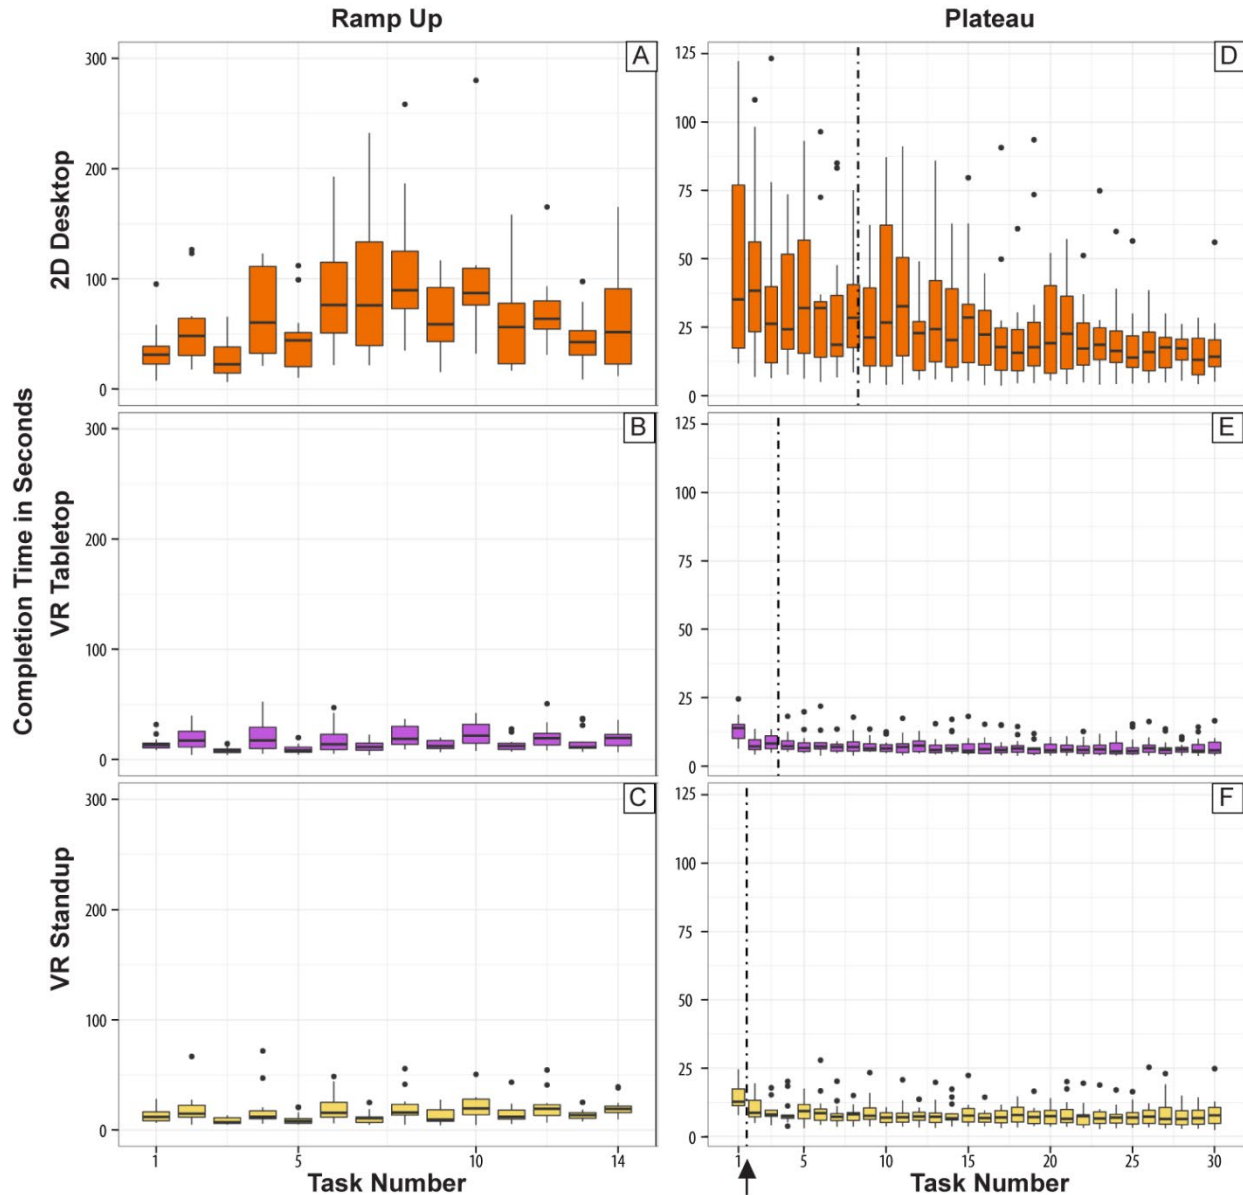 Ramp Up
Plateau
Completion Time in Seconds
2D Desktop
300
200
100
0
A
125
100
75
50
25
0
D
VR Tabletop
300
200
100
0
B
125
100
75
50
25
0
E
VR Standup
300
200
100
0
C
125
100
75
50
25
0
F
1 5 10 14
1 5 10 15 20 25 30
Task Number
Task Number